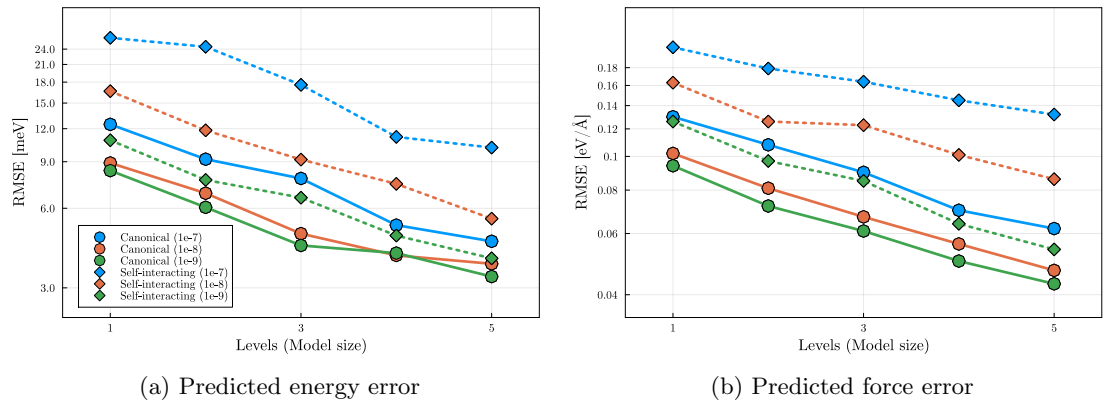 24.0
21.0
18.0
15.0
12.0
9.0
6.0
3.0
RMSE [meV]
Canonical (1e-7)
Canonical (1e-8)
Canonical (1e-9)
Self-interacting (1e-7)
Self-interacting (1e-8)
Self-interacting (1e-9)
1
3
5
Levels (Model size)
(a) Predicted energy error
0.18
0.16
0.14
0.12
0.1
0.08
0.06
0.04
RMSE [eV/Å]
1
3
5
Levels (Model size)
(b) Predicted force error